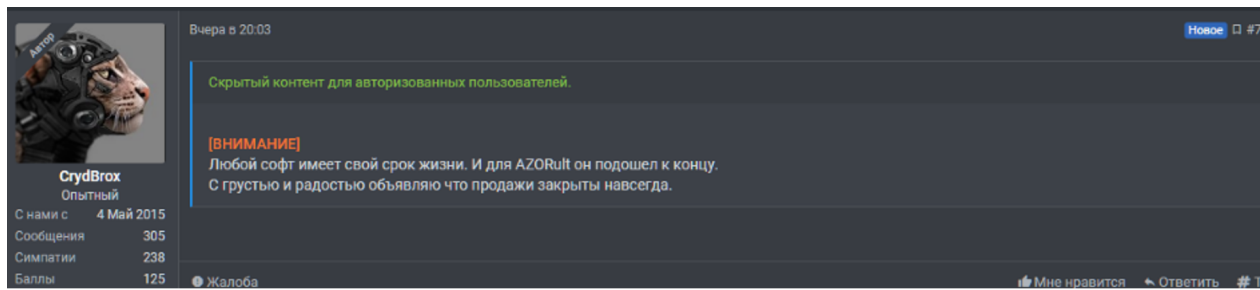 Вчера в 20:03
Новое #7
Автор
Скрытый контент для авторизованных пользователей.
[ВНИМАНИЕ]
Любой софт имеет свой срок жизни. И для AZORult он подошел к концу.
С грустью и радостью объявляю что продажи закрыты навсегда.
CrydBrox
Опытный
С нами с 4 Май 2015
Сообщения 305
Симпатии 238
Баллы 125
Жалоба
Мне нравится Ответить #